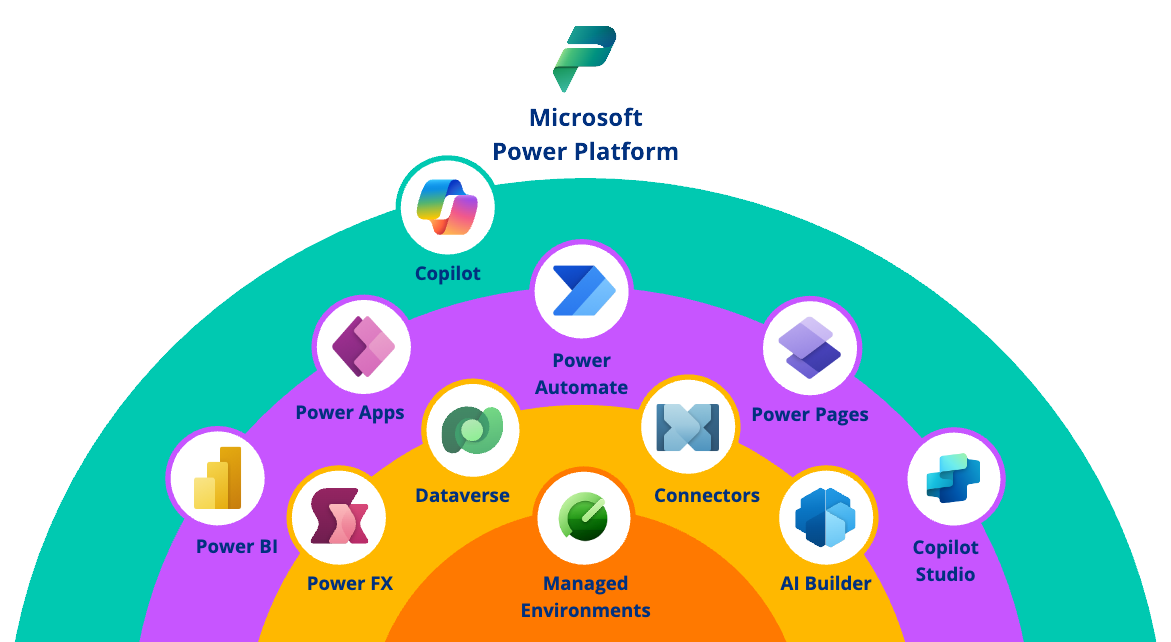 Microsoft
Power Platform
Copilot
Power
Automate
Power Apps
Power Pages
Dataverse
Connectors
Power BI
Copilot
Studio
Power FX
Managed
Environments
AI Builder